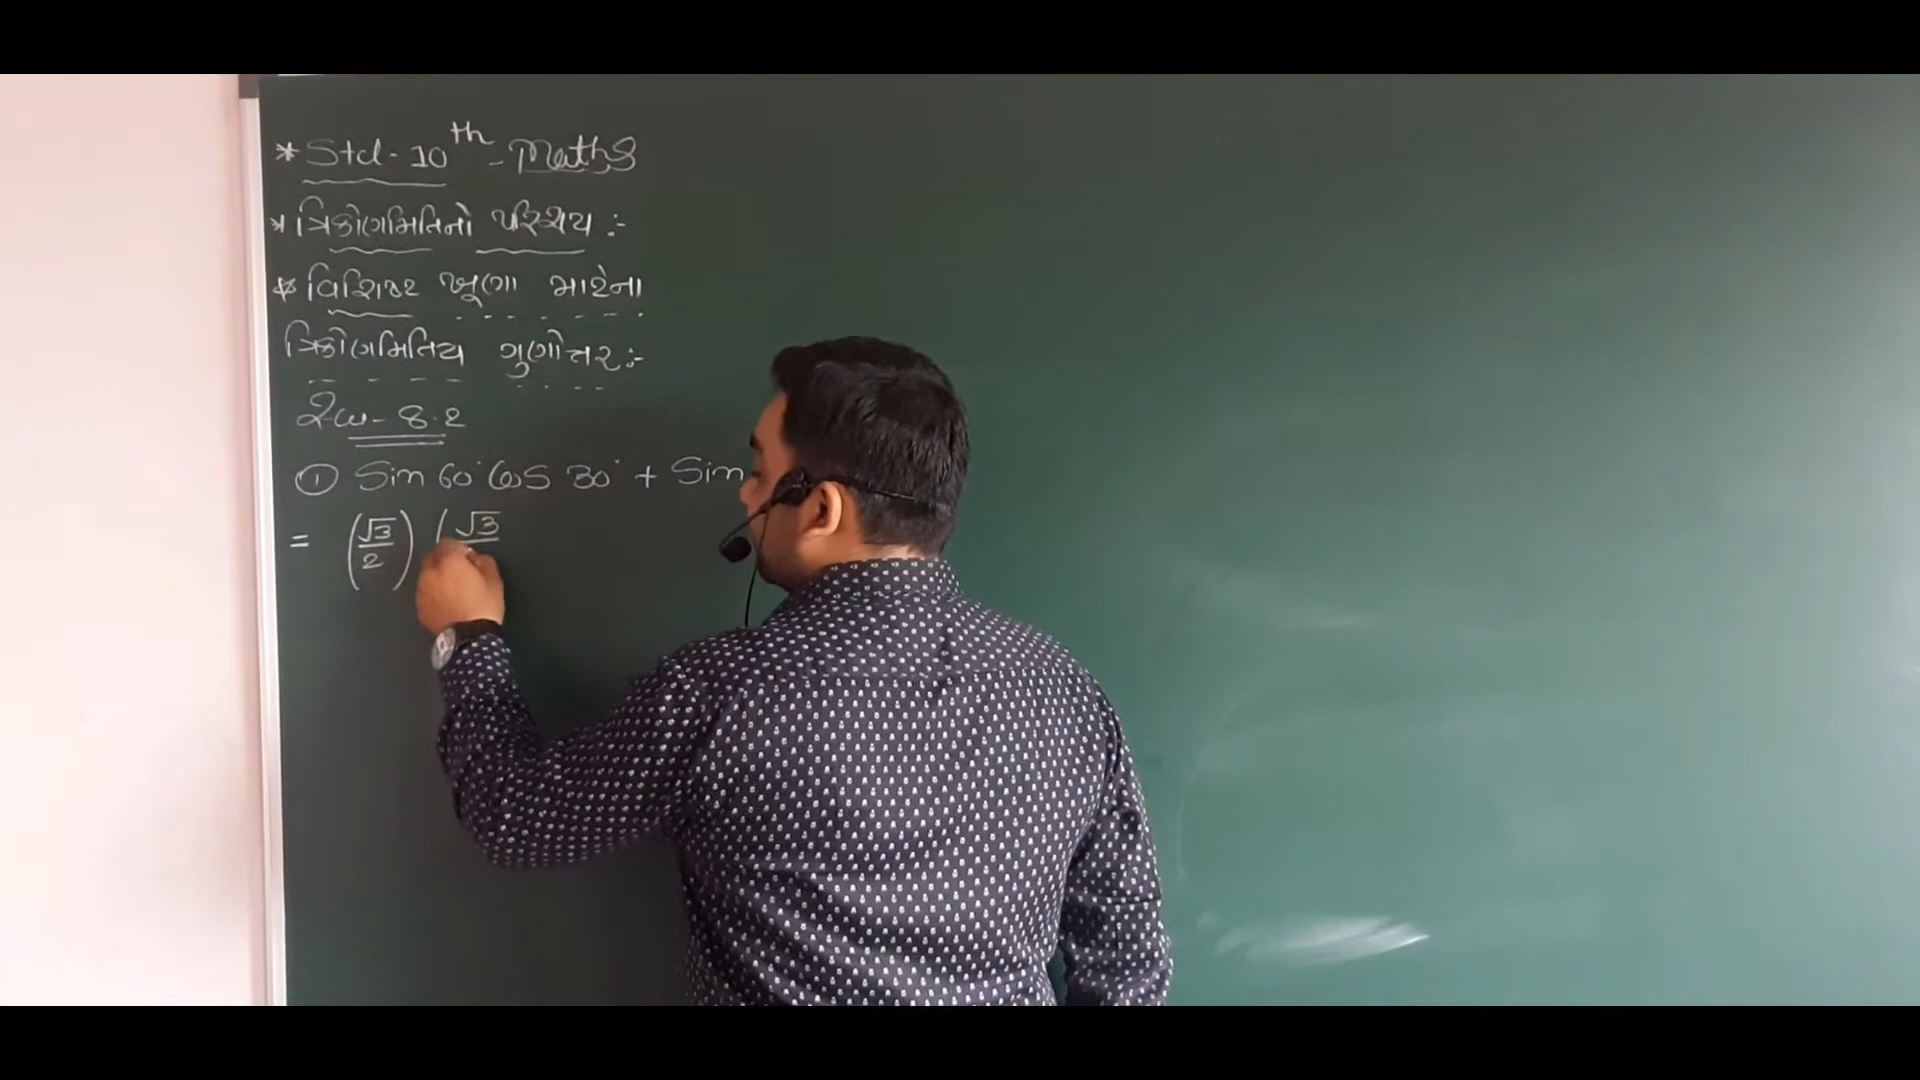 * Std - 10th - Maths
* ત્રિકોણમિતિનો પરિચય :-
* વિશિષ્ટ ખૂણા માટેના
ત્રિકોણમિતિય ગુણોત્તર :-
સ્વા - 8.2
① Sin 60° Cos 30° + Sin
= (√3/2) (√3